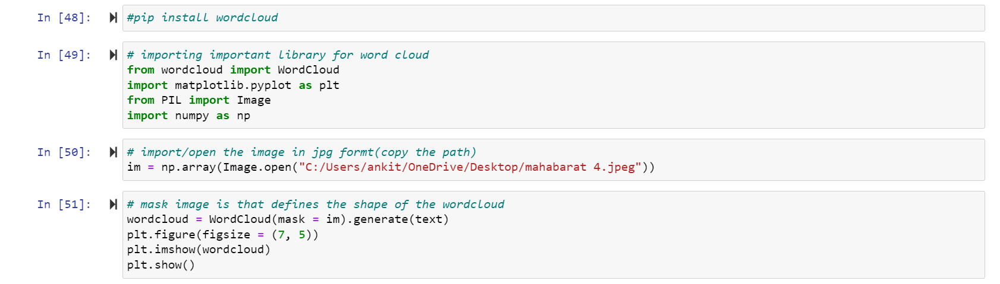 In [48]: #pip install wordcloud
In [49]: # importing important library for word cloud
from wordcloud import WordCloud
import matplotlib.pyplot as plt
from PIL import Image
import numpy as np
In [50]: # import/open the image in jpg formt(copy the path)
im = np.array(Image.open("C:/Users/ankit/OneDrive/Desktop/mahabarat 4.jpeg"))
In [51]: # mask image is that defines the shape of the wordcloud
wordcloud = WordCloud(mask = im).generate(text)
plt.figure(figsize = (7, 5))
plt.imshow(wordcloud)
plt.show()